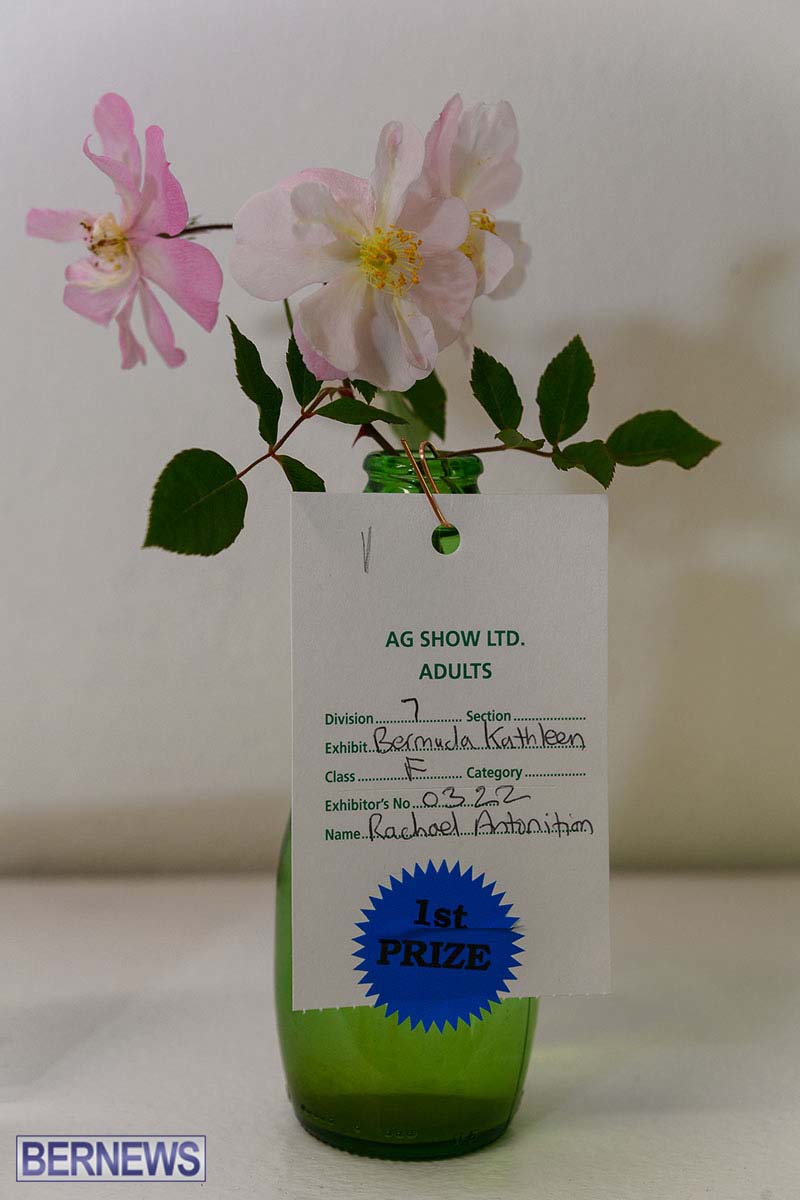 AG SHOW LTD.
ADULTS
Division 7 Section
Exhibit Bermuda Kathleen
Class F Category
Exhibitor's No 0322
Name Rachael Antonition
1st
PRIZE
BERNEWS